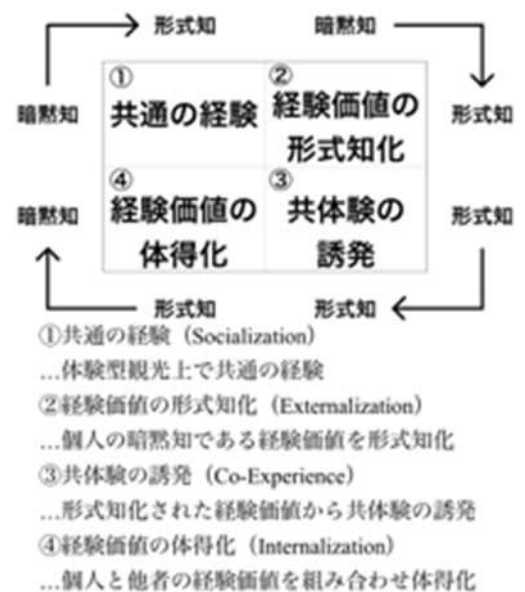 形式知 暗黙知
① ②
暗黙知 共通の経験 経験価値の 形式知
形式知化
④ ③
暗黙知 経験価値の 共体験の 形式知
体得化 誘発
形式知 形式知
①共通の経験（Socialization）
…体験型観光上で共通の経験
②経験価値の形式知化（Externalization）
…個人の暗黙知である経験価値を形式知化
③共体験の誘発（Co-Experience）
…形式知化された経験価値から共体験の誘発
④経験価値の体得化（Internalization）
…個人と他者の経験価値を組み合わせ体得化